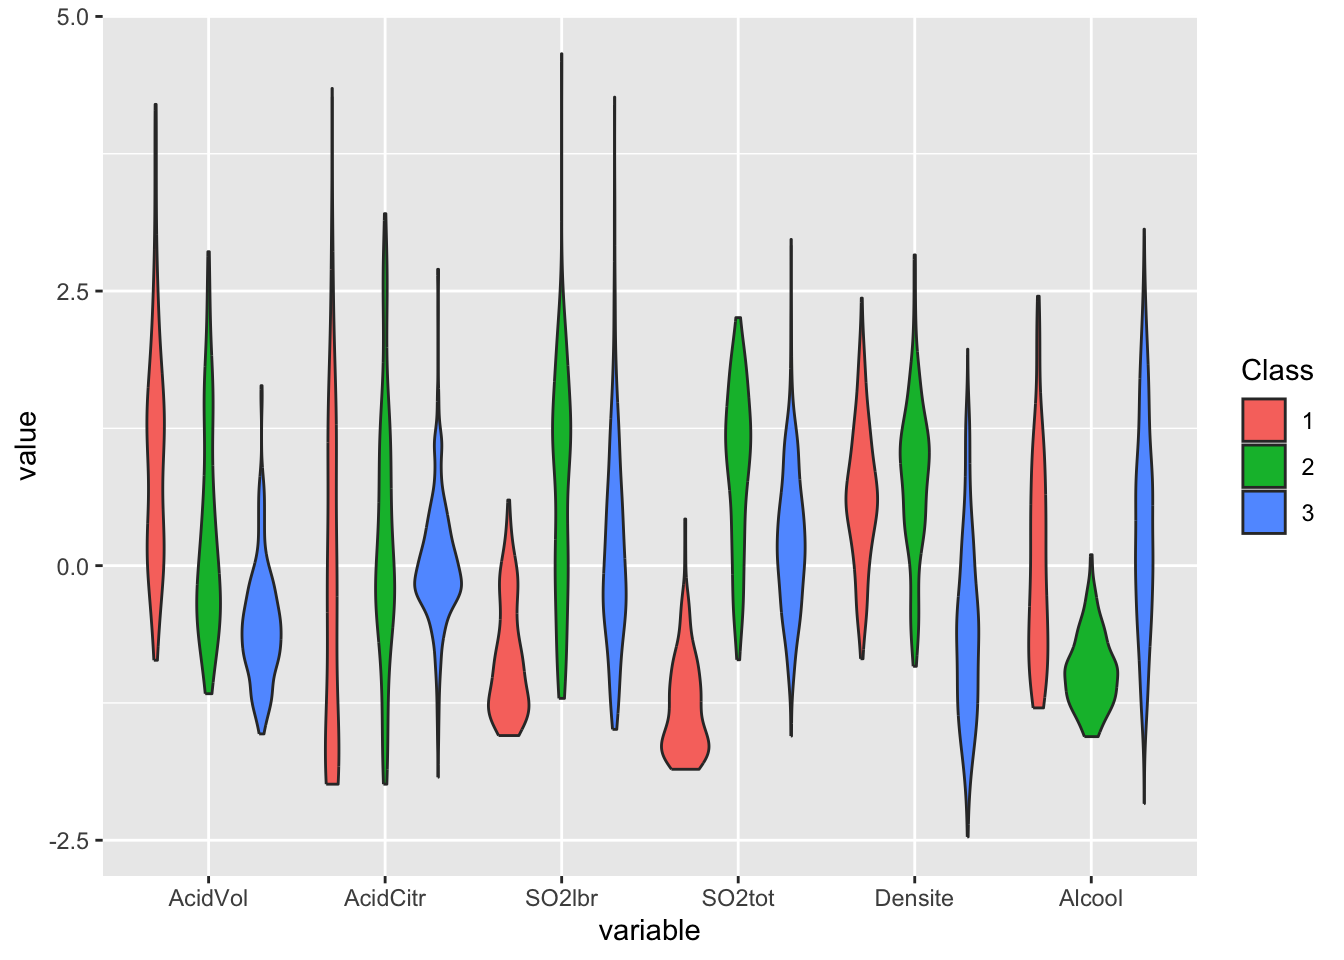 5.0
2.5
0.0
-2.5
value
AcidVol AcidCitr SO2lbr SO2tot Densite Alcool
variable
Class
1
2
3